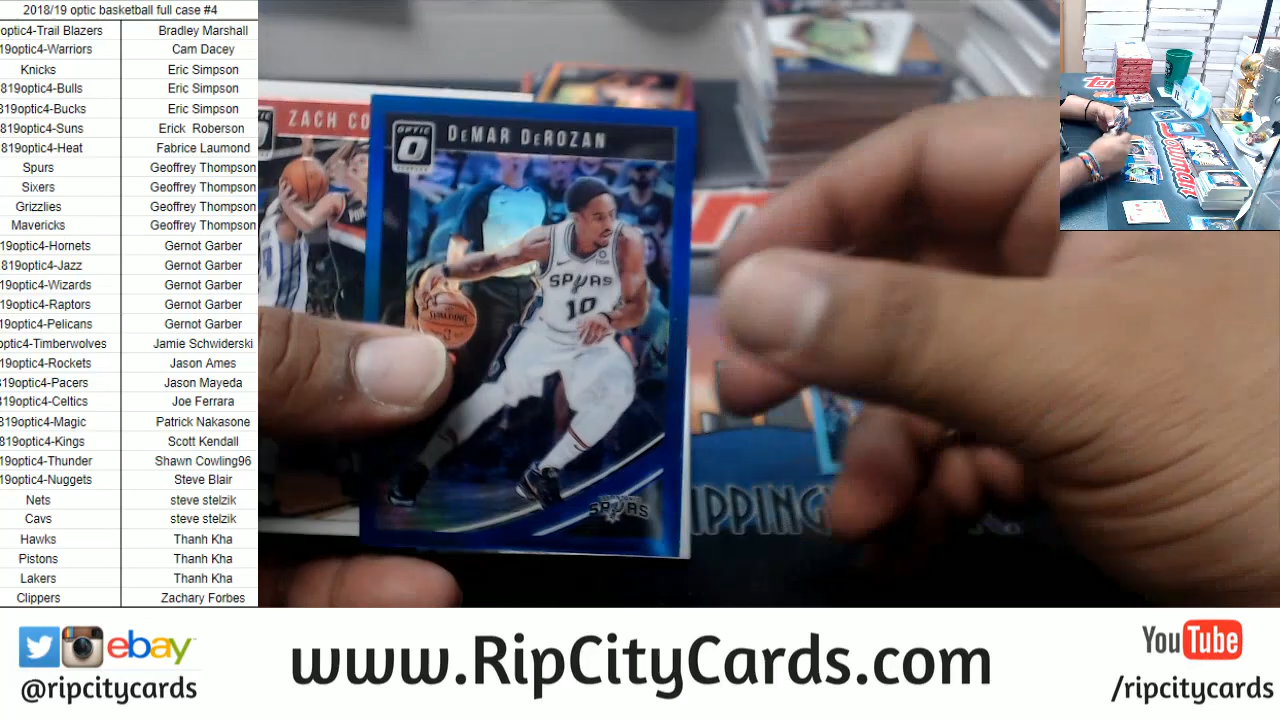 2018/19 optic basketball full case #4
optic4-Trail Blazers Bradley Marshall
19optic4-Warriors Cam Dacey
Knicks Eric Simpson
819optic4-Bulls Eric Simpson
819optic4-Bucks Eric Simpson
819optic4-Suns Erick Roberson
819optic4-Heat Fabrice Laumond
Spurs Geoffrey Thompson
Sixers Geoffrey Thompson
Grizzlies Geoffrey Thompson
Mavericks Geoffrey Thompson
19optic4-Hornets Gernot Garber
819optic4-Jazz Gernot Garber
19optic4-Wizards Gernot Garber
19optic4-Raptors Gernot Garber
19optic4-Pelicans Gernot Garber
optic4-Timberwolves Jamie Schwiderski
19optic4-Rockets Jason Ames
819optic4-Pacers Jason Mayeda
819optic4-Celtics Joe Ferrara
819optic4-Magic Patrick Nakasone
819optic4-Kings Scott Kendall
19optic4-Thunder Shawn Cowling96
19optic4-Nuggets Steve Blair
Nets steve stelzik
Cavs steve stelzik
Hawks Thanh Kha
Pistons Thanh Kha
Lakers Thanh Kha
Clippers Zachary Forbes
ZACH CO
OPTIC
O
DeMAR DeROZAN
SPURS
10
SPALDING
SPURS
IPPING
ebay
@ripcitycards
www.RipCityCards.com
YouTube
/ripcitycards